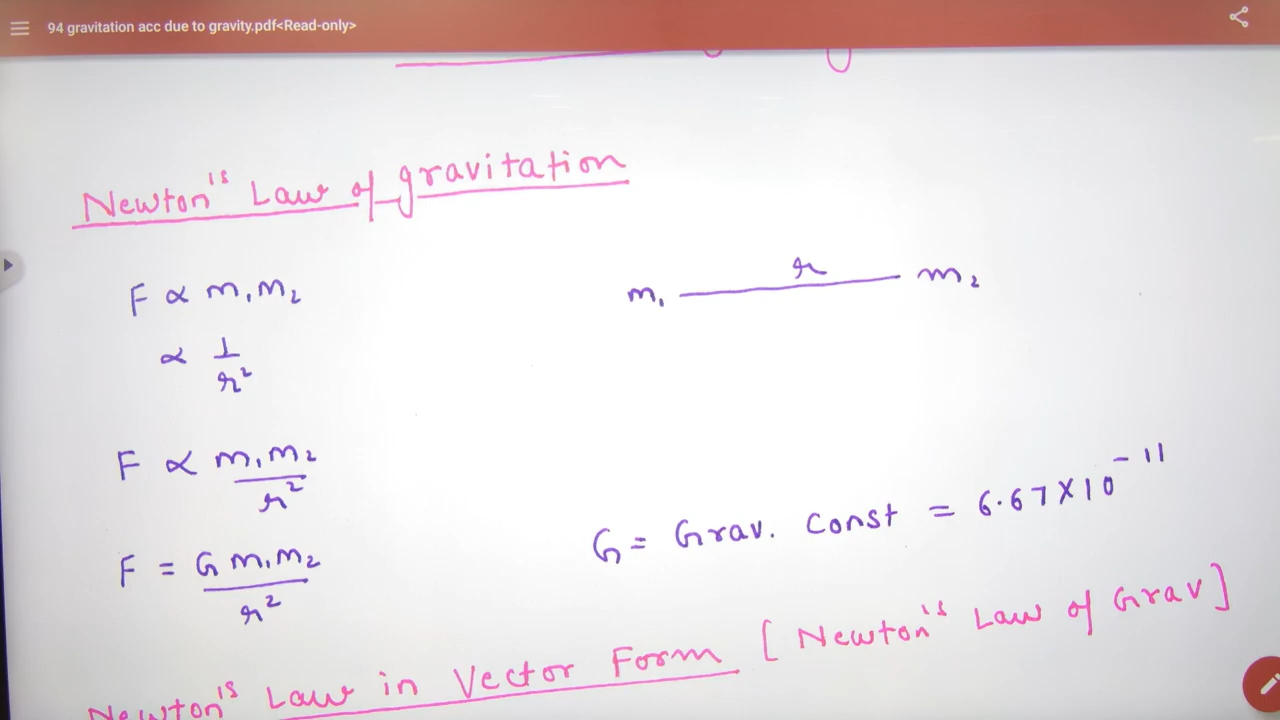 94 gravitation acc due to gravity.pdf<Read-only>
Newton's Law of gravitation
F ∝ m₁m₂
m₁ r m₂
∝ 1/r²
F ∝ m₁m₂/r²
G = Grav. Const = 6.67×10⁻¹¹
F = G m₁m₂/r²
Newton's Law in Vector Form [Newton's Law of Grav]